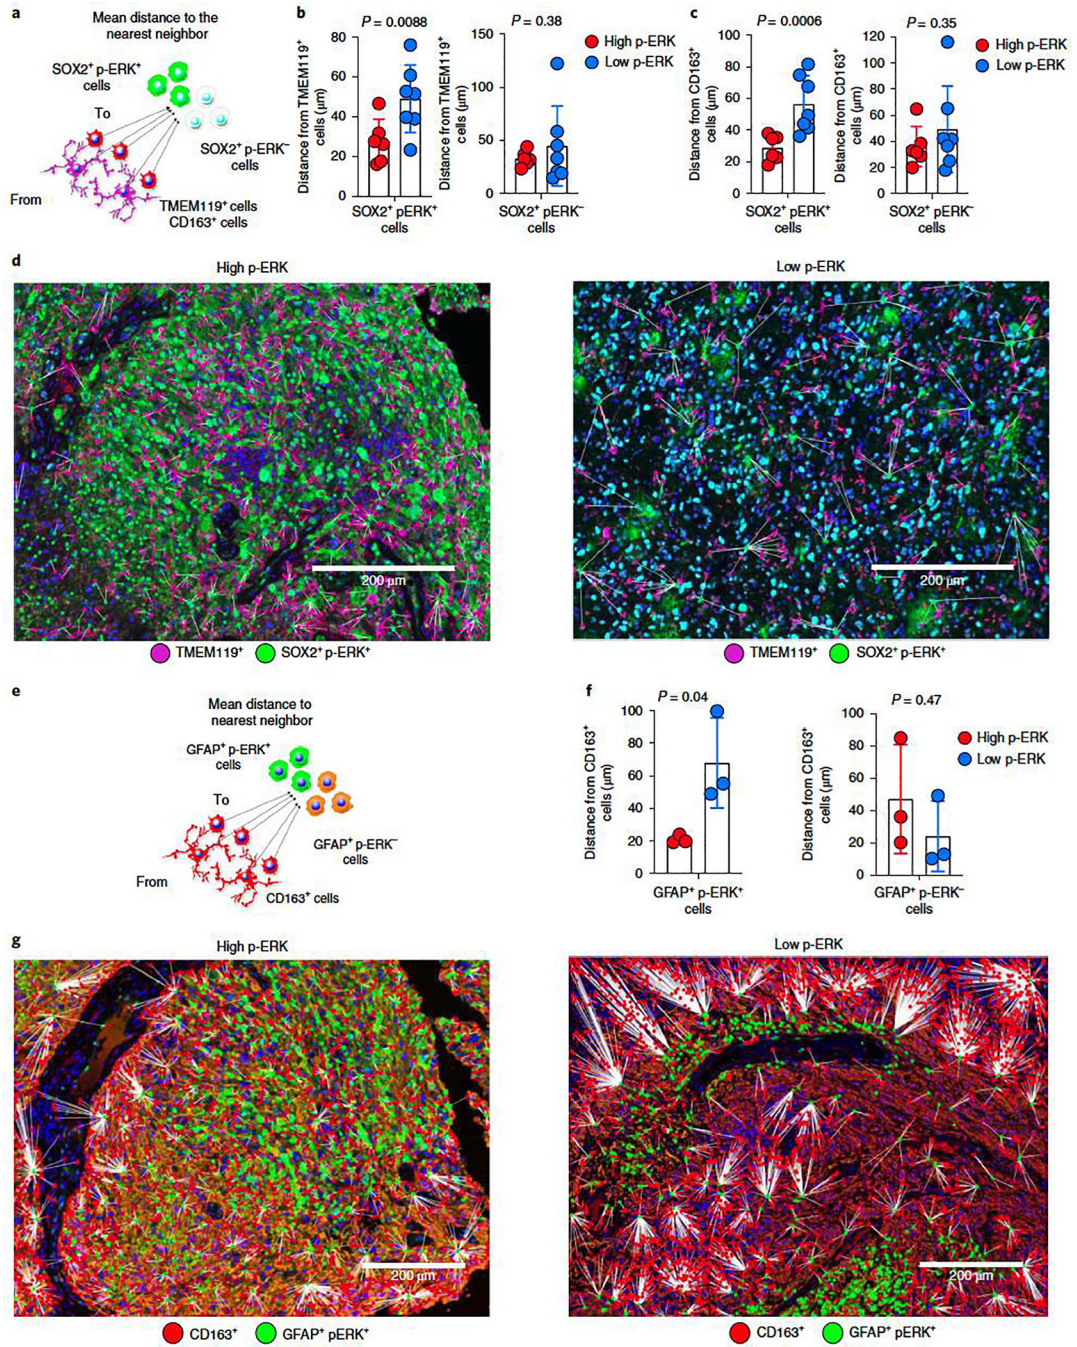 a
Mean distance to the
nearest neighbor
SOX2⁺ p-ERK⁺
cells
To
SOX2⁺ p-ERK⁻
cells
From
TMEM119⁺ cells
CD163⁺ cells
b
P = 0.0088
Distance from TMEM119⁺
cells (μm)
80
60
40
20
0
SOX2⁺ pERK⁺
cells
P = 0.38
Distance from TMEM119⁺
cells (μm)
150
100
50
0
SOX2⁺ pERK⁻
cells
High p-ERK
Low p-ERK
c
P = 0.0006
Distance from CD163⁺
cells (μm)
100
80
60
40
20
0
SOX2⁺ pERK⁺
cells
P = 0.35
Distance from CD163⁺
cells (μm)
120
100
80
60
40
20
0
SOX2⁺ pERK⁻
cells
High p-ERK
Low p-ERK
d
High p-ERK
200 μm
TMEM119⁺
SOX2⁺ p-ERK⁺
Low p-ERK
200 μm
TMEM119⁺
SOX2⁺ p-ERK⁺
e
Mean distance to
nearest neighbor
GFAP⁺ p-ERK⁺
cells
To
GFAP⁺ p-ERK⁻
cells
From
CD163⁺ cells
f
P = 0.04
Distance from CD163⁺
cells (μm)
100
80
60
40
20
0
GFAP⁺ p-ERK⁺
cells
P = 0.47
Distance from CD163⁺
cells (μm)
100
80
60
40
20
0
GFAP⁺ p-ERK⁻
cells
High p-ERK
Low p-ERK
g
High p-ERK
200 μm
CD163⁺
GFAP⁺ pERK⁺
Low p-ERK
200 μm
CD163⁺
GFAP⁺ pERK⁺